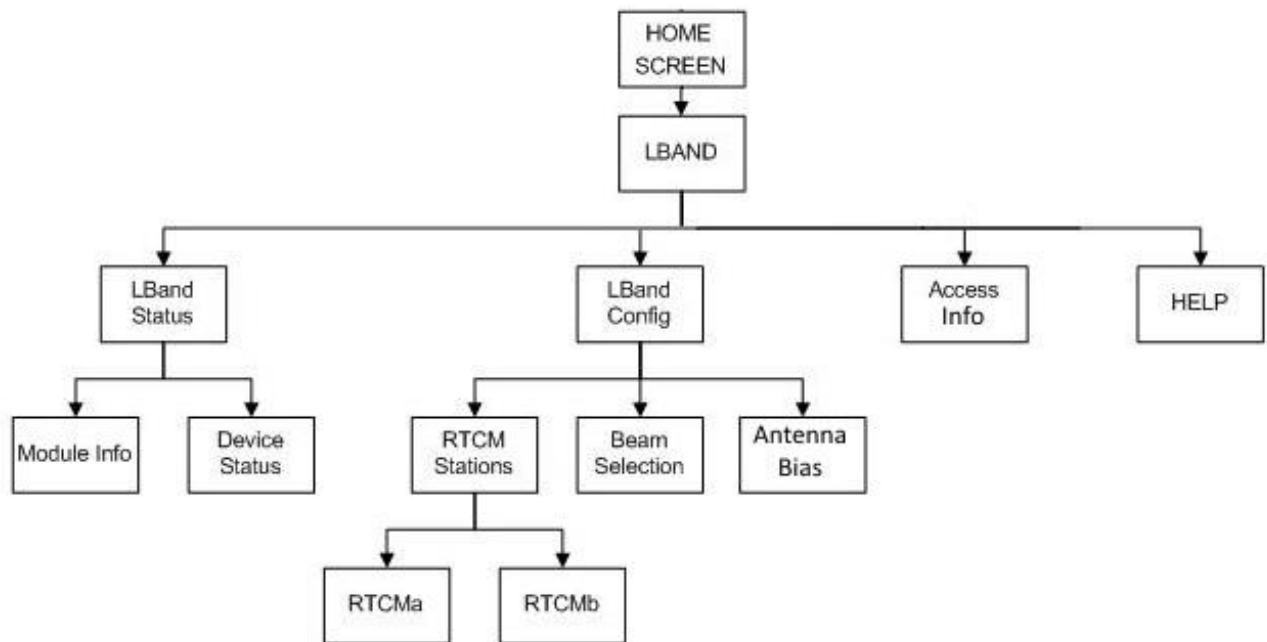 HOME
SCREEN
LBAND
LBand
Status
LBand
Config
Access
Info
HELP
Module Info
Device
Status
RTCM
Stations
Beam
Selection
Antenna
Bias
RTCMa
RTCMb